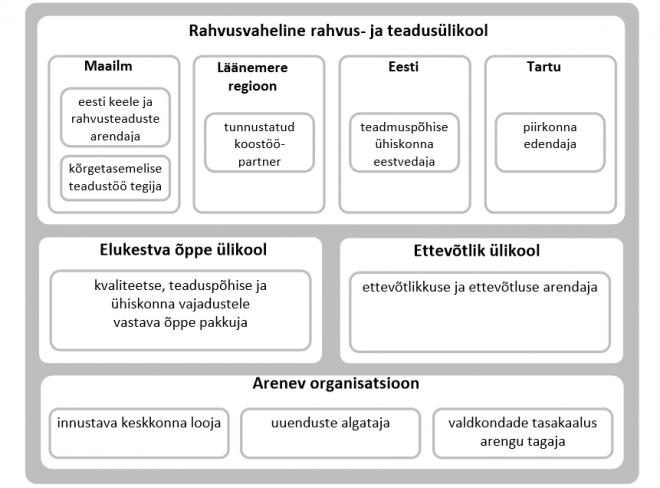 Rahvusvaheline rahvus- ja teadusülikool
Maailm
eesti keele ja
rahvusteaduste
arendaja
kõrgetasemelise
teadustöö tegija
Läänemere
regioon
tunnustatud
koostöö-
partner
Eesti
teadmuspõhise
ühiskonna
eestvedaja
Tartu
piirkonna
edendaja
Elukestva õppe ülikool
kvaliteetse, teaduspõhise ja
ühiskonna vajadustele
vastava õppe pakkuja
Ettevõtlik ülikool
ettevõtlikkuse ja ettevõtluse arendaja
Arenev organisatsioon
innustava keskkonna looja
uuenduste algataja
valdkondade tasakaalus
arengu tagaja